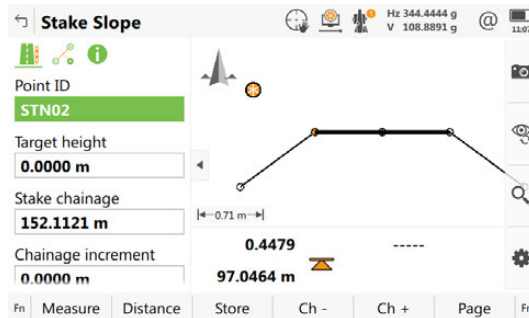 Stake Slope
Hz 344.4444 g
V 108.8891 g
@
Point ID
STN02
Target height
0.0000 m
Stake chainage
152.1121 m
Chainage increment
0.0000 m
0.71 m
0.4479
-----
97.0464 m
Fn Measure Distance Store Ch - Ch + Page